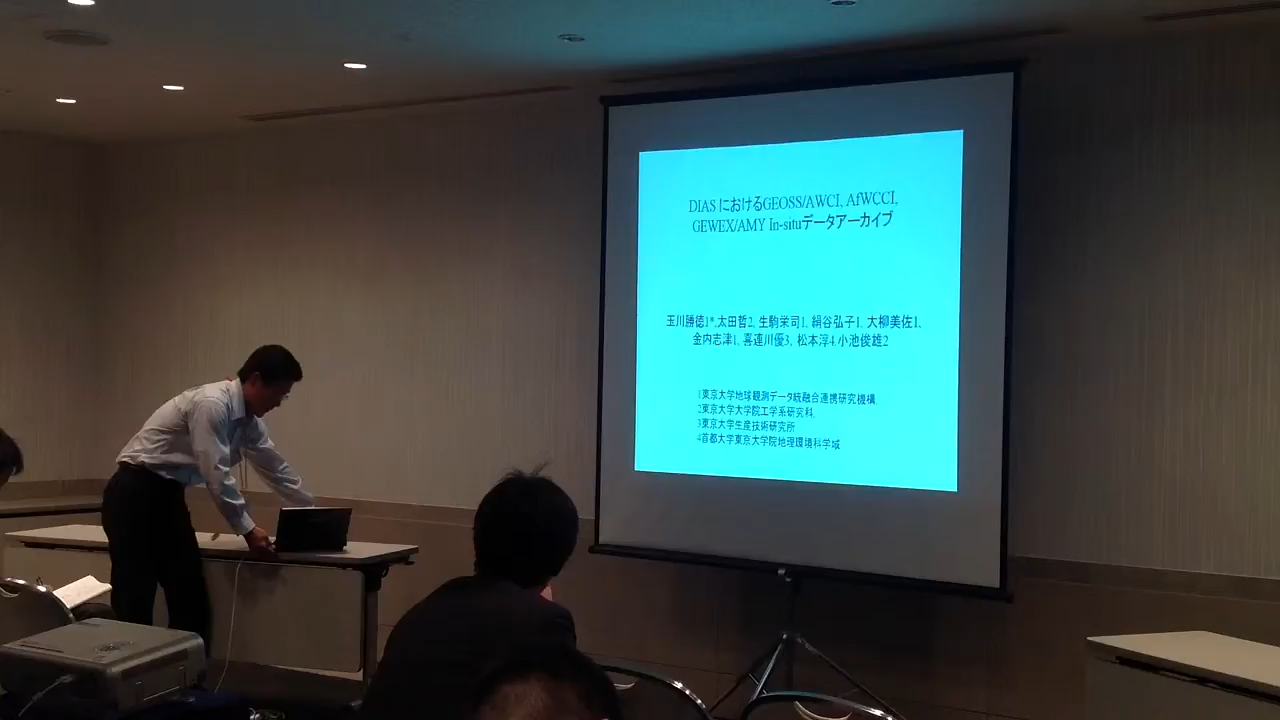 DIAS におけるGEOSS/AWCI, AfWCCI,
GEWEX/AMY In-situデータアーカイブ
玉川勝徳1*,太田哲2, 生駒栄司1, 絹谷弘子1, 大柳美佐1,
金内志津1, 喜連川優3, 松本淳4,小池俊雄2
1東京大学地球観測データ統融合連携研究機構,
2東京大学大学院工学系研究科,
3東京大学生産技術研究所
4首都大学東京大学院地理環境科学域